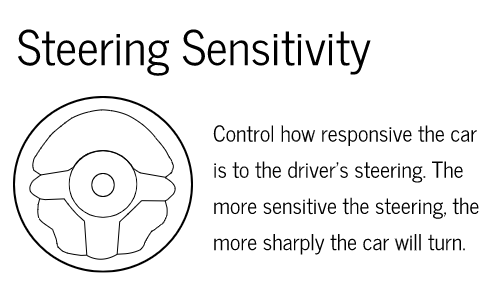 Steering Sensitivity
Control how responsive the car
is to the driver's steering. The
more sensitive the steering, the
more sharply the car will turn.